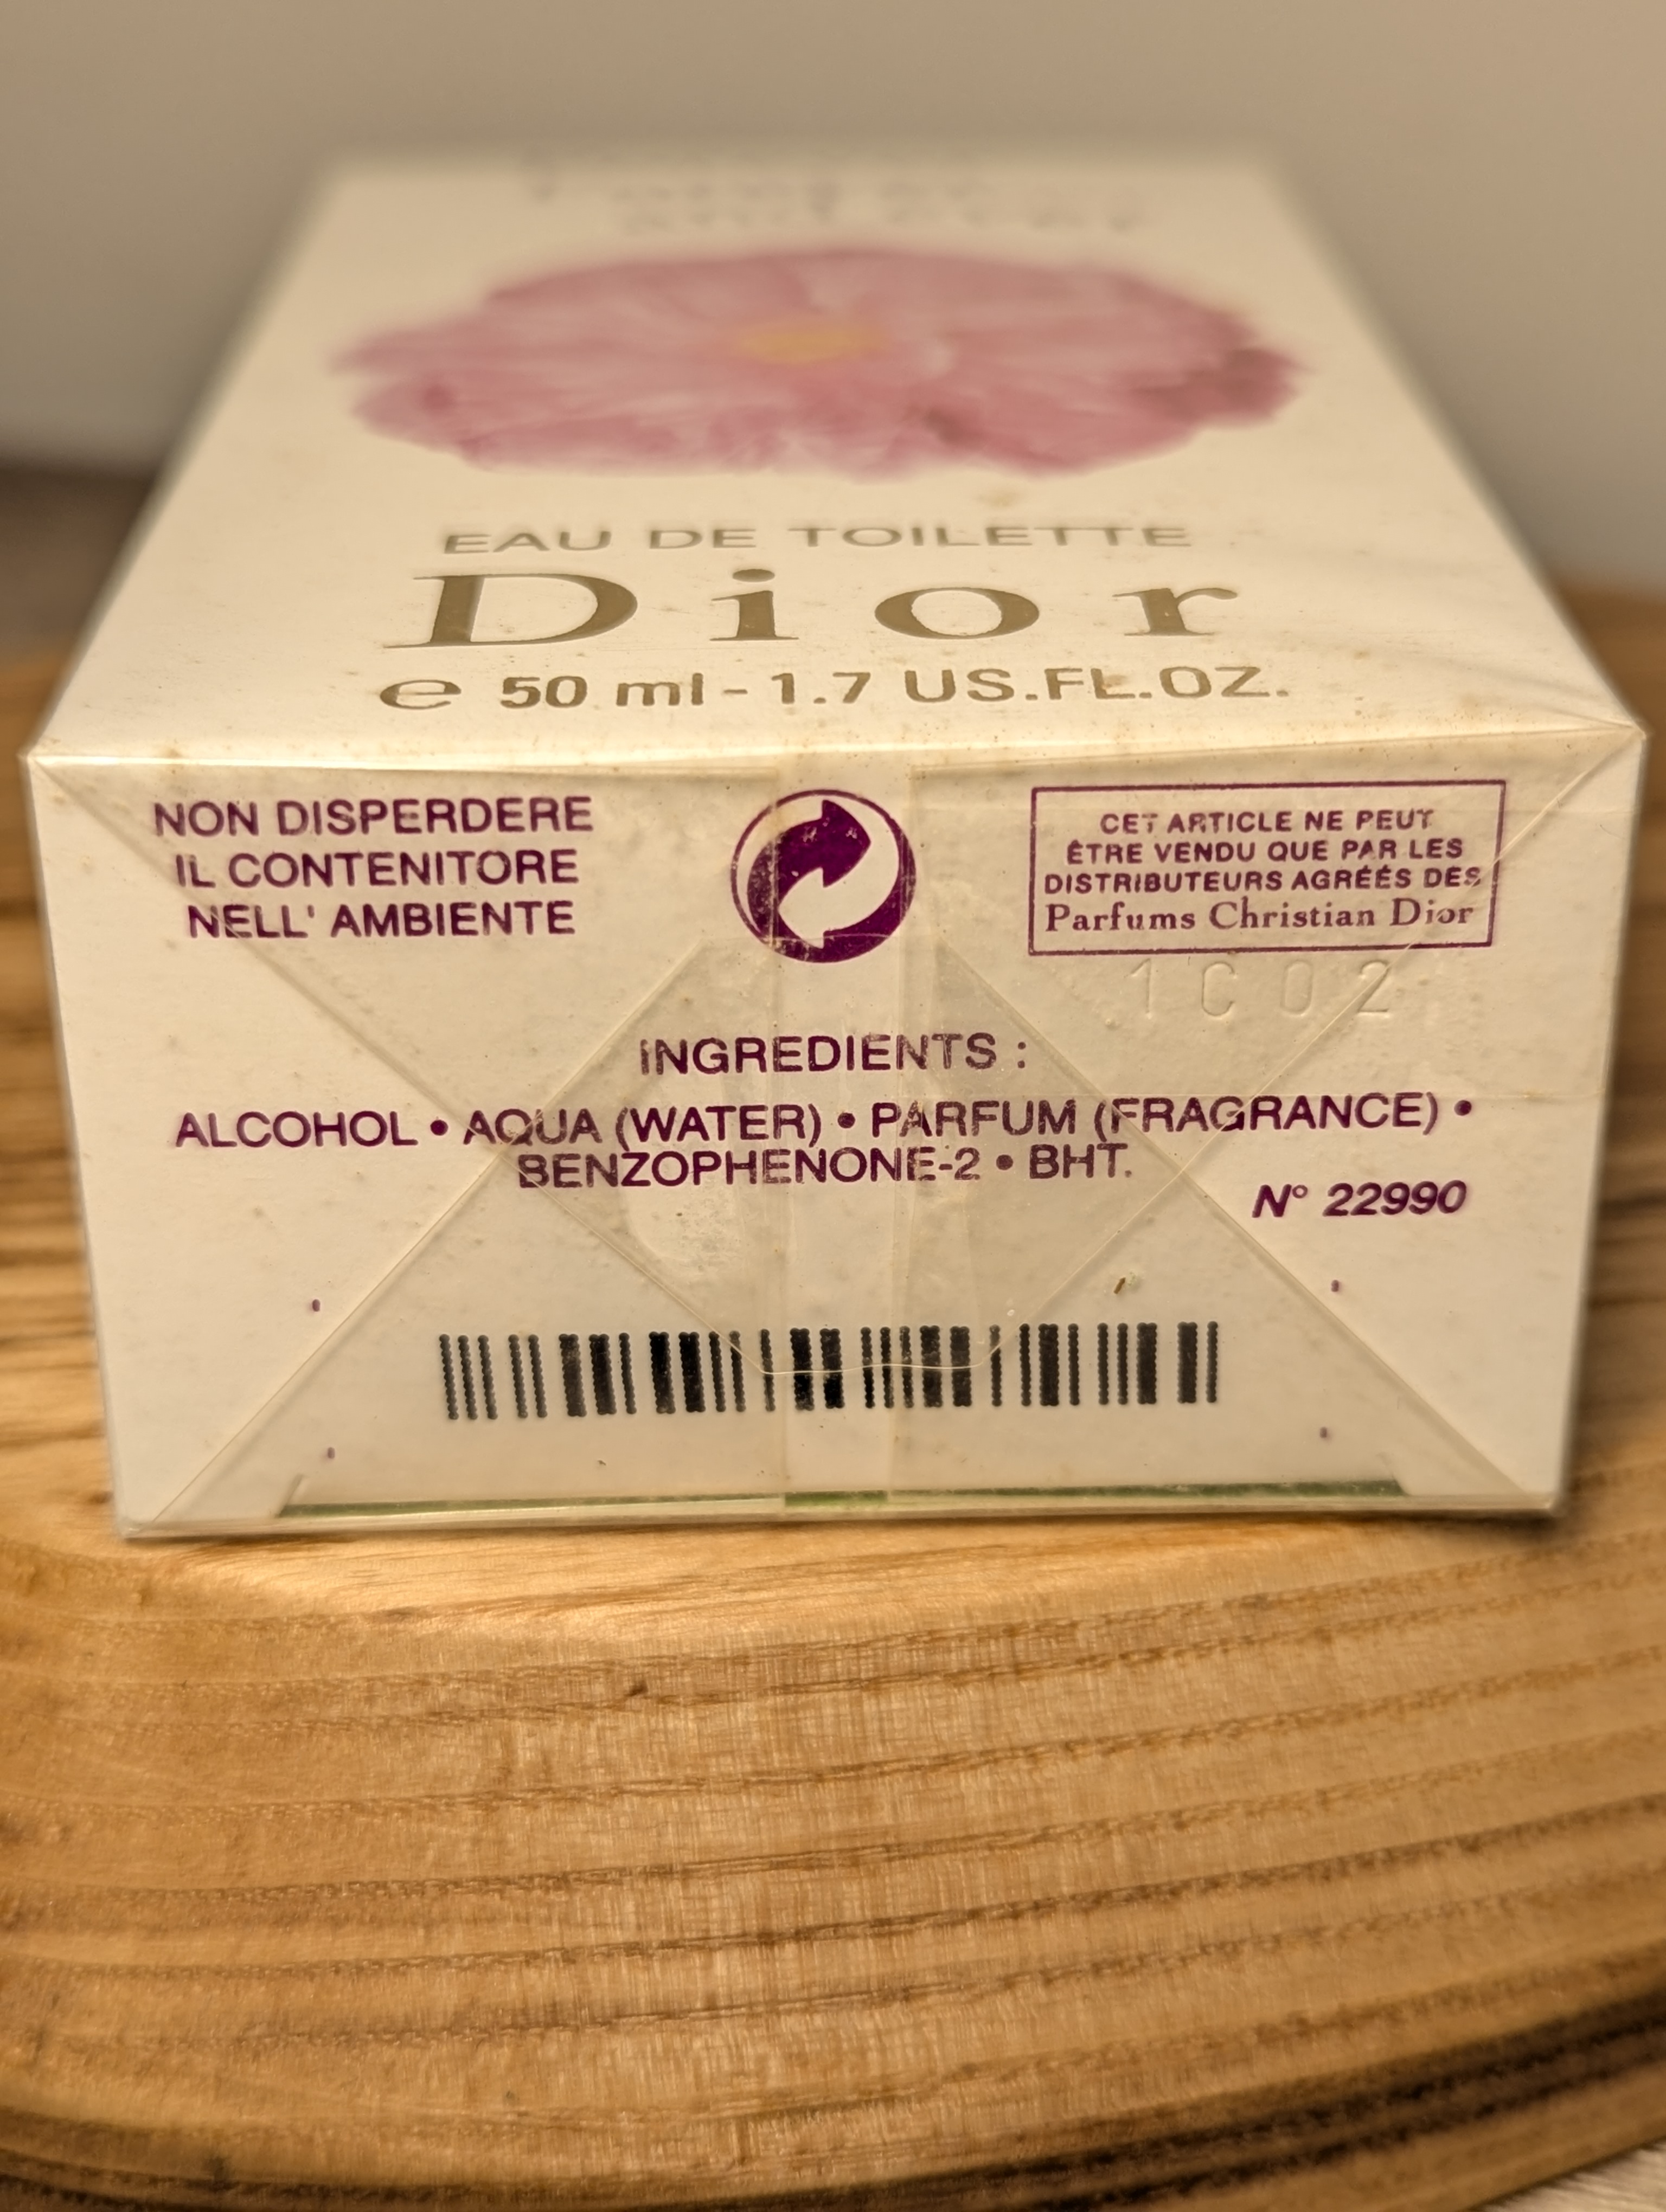 EAU DE TOILETTE
Dior
e 50 ml - 1.7 US.FL.OZ.
NON DISPERDERE
IL CONTENITORE
NELL' AMBIENTE
CET ARTICLE NE PEUT
ÊTRE VENDU QUE PAR LES
DISTRIBUTEURS AGRÉÉS DES
Parfums Christian Dior
1C02
INGREDIENTS :
ALCOHOL • AQUA (WATER) • PARFUM (FRAGRANCE) •
BENZOPHENONE-2 • BHT.
N° 22990